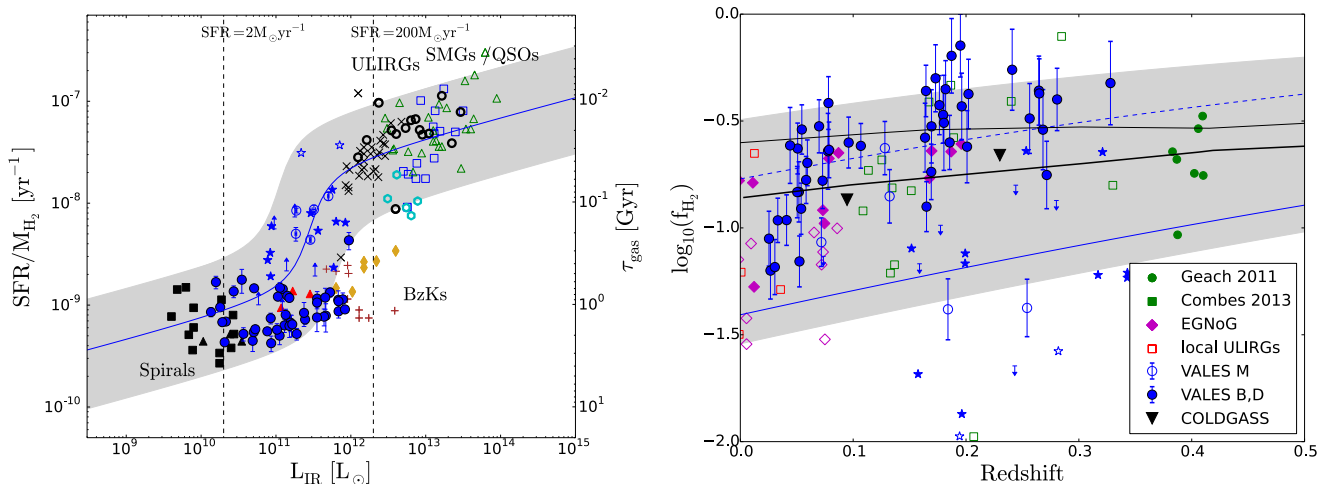 SFR = 2M⊙yr⁻¹
SFR = 200M⊙yr⁻¹
SMGs /QSOs
ULIRGs
BzKs
Spirals
10⁻⁷
10⁻⁸
10⁻⁹
10⁻¹⁰
SFR/M_H₂ [yr⁻¹]
10⁻²
10⁻¹
10⁰
10¹
τ_gas [Gyr]
10⁹ 10¹⁰ 10¹¹ 10¹² 10¹³ 10¹⁴ 10¹⁵
L_IR [L⊙]
−0.0
−0.5
−1.0
−1.5
−2.0
log₁₀(f_H₂)
Geach 2011
Combes 2013
EGNoG
local ULIRGs
VALES M
VALES B,D
COLDGASS
0.0 0.1 0.2 0.3 0.4 0.5
Redshift